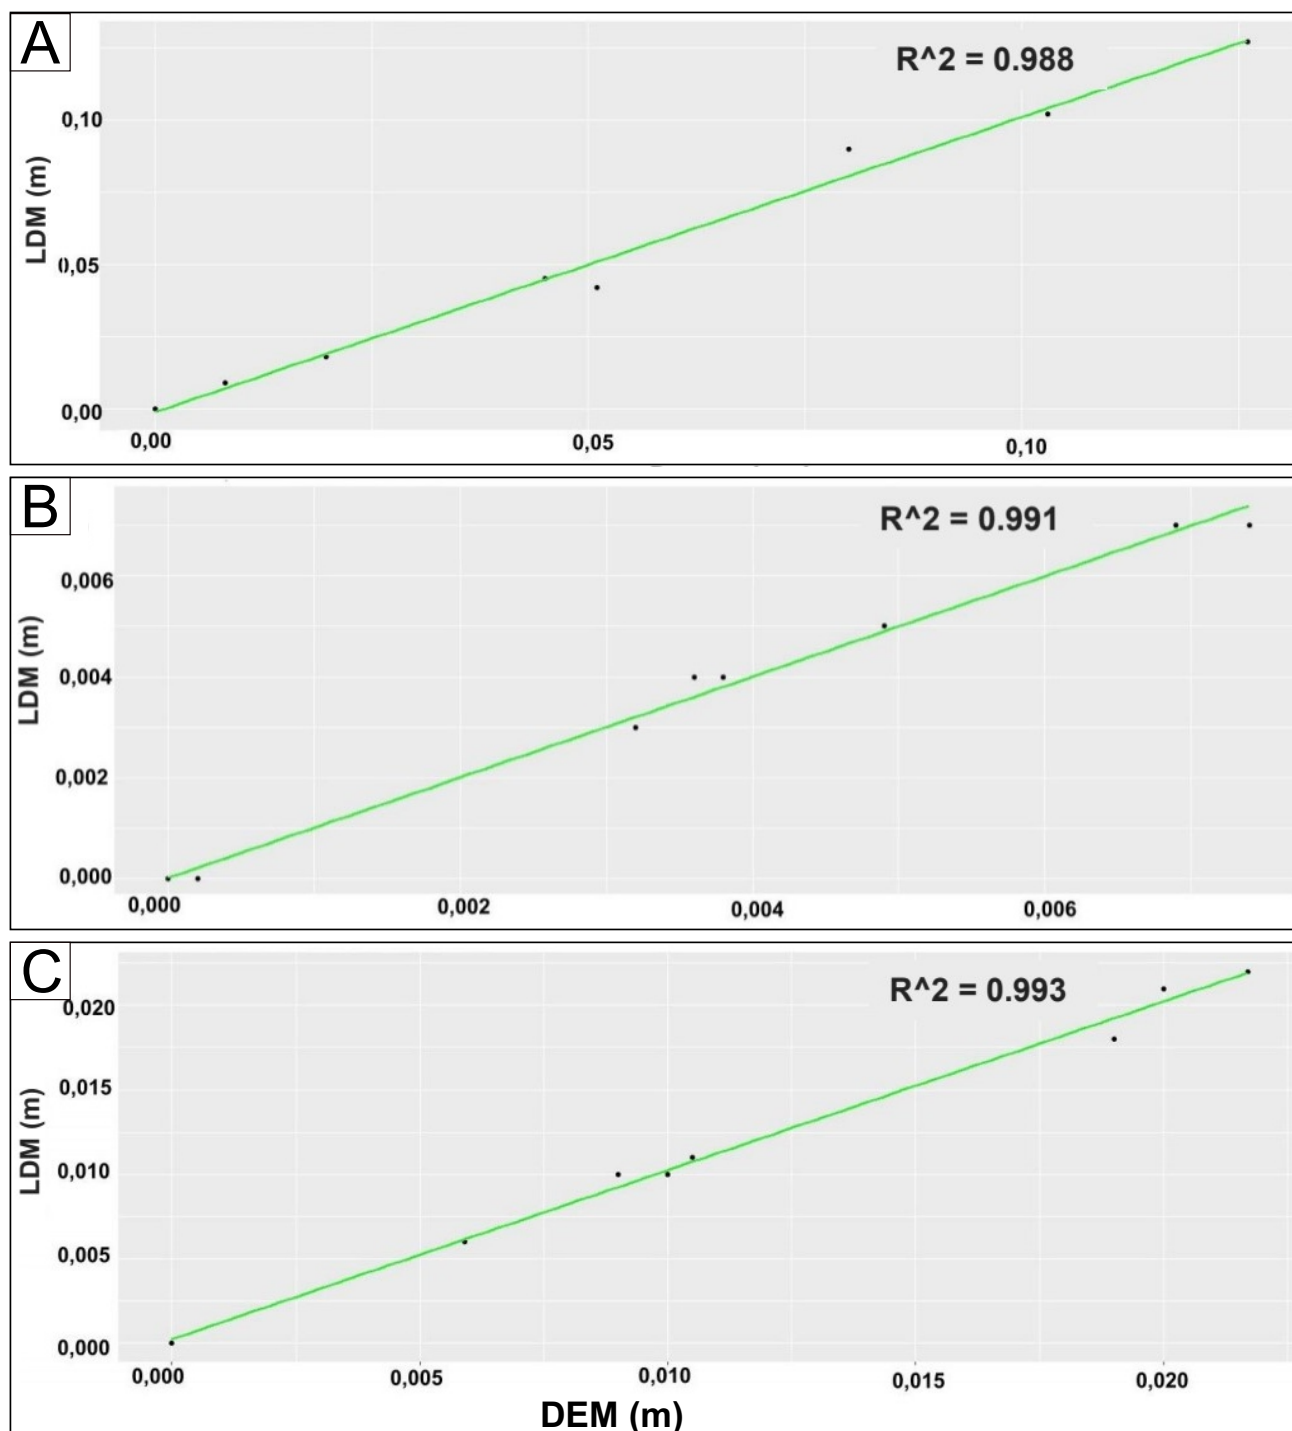 A
R^2 = 0.988
LDM (m)
0,10
0,05
0,00
0,00 0,05 0,10
B
R^2 = 0.991
LDM (m)
0,006
0,004
0,002
0,000
0,000 0,002 0,004 0,006
C
R^2 = 0.993
LDM (m)
0,020
0,015
0,010
0,005
0,000
0,000 0,005 0,010 0,015 0,020
DEM (m)